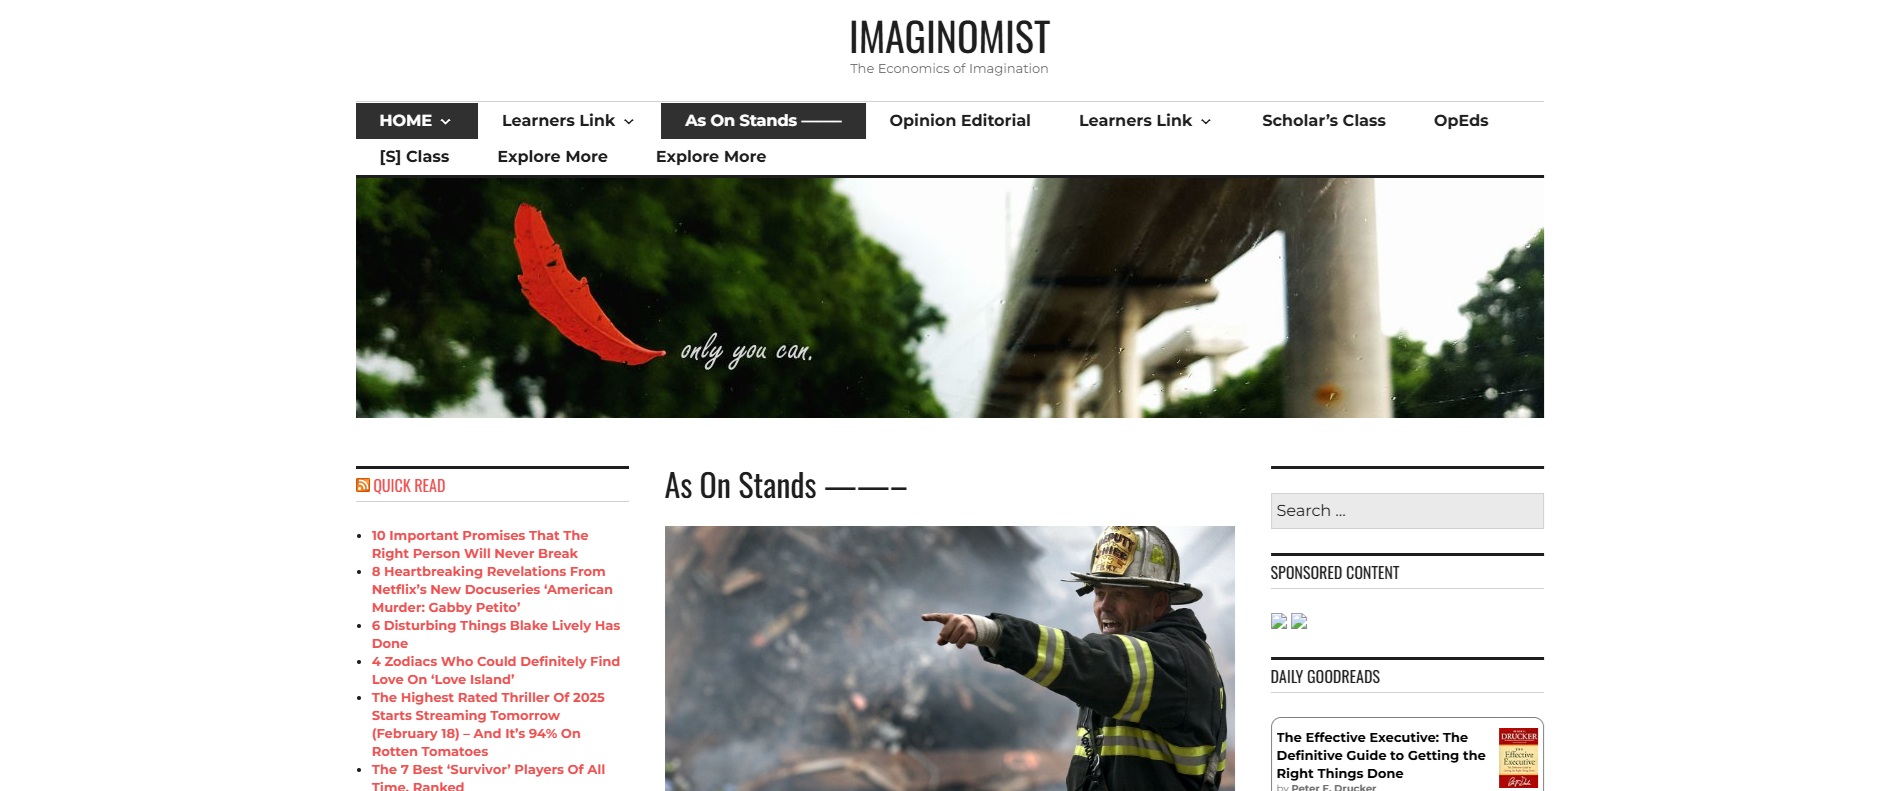 IMAGINOMIST
The Economics of Imagination
HOME
Learners Link
As On Stands ———
Opinion Editorial
Learners Link
Scholar’s Class
OpEds
[S] Class
Explore More
Explore More
only you can.
QUICK READ
10 Important Promises That The
Right Person Will Never Break
8 Heartbreaking Revelations From
Netflix’s New Docuseries ‘American
Murder: Gabby Petito’
6 Disturbing Things Blake Lively Has
Done
4 Zodiacs Who Could Definitely Find
Love On ‘Love Island’
The Highest Rated Thriller Of 2025
Starts Streaming Tomorrow
(February 18) – And It’s 94% On
Rotten Tomatoes
The 7 Best ‘Survivor’ Players Of All
Time, Ranked
As On Stands ——–
DEPUTY
CHIEF
Search …
SPONSORED CONTENT
DAILY GOODREADS
The Effective Executive: The
Definitive Guide to Getting the
Right Things Done
by Peter F. Drucker
DRUCKER
Effective
Executive